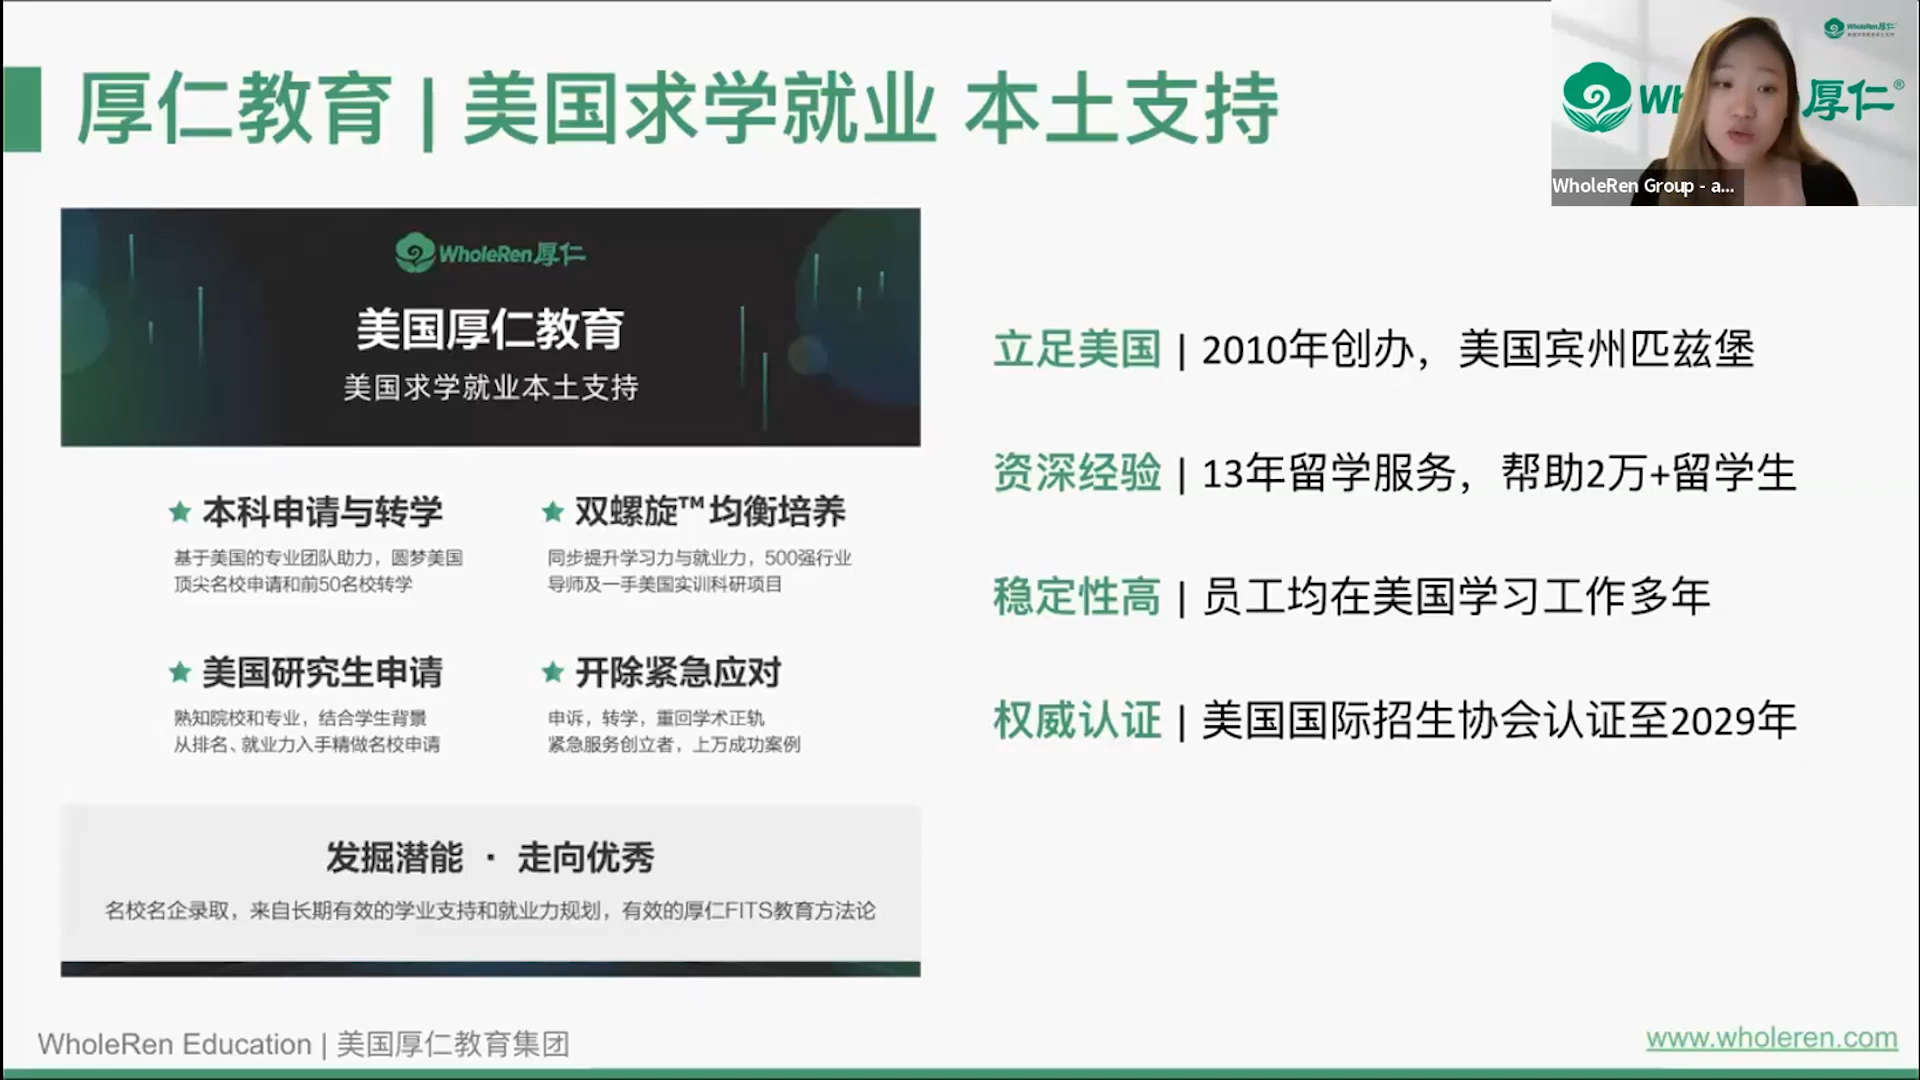 厚仁教育 | 美国求学就业 本土支持
WholeRen厚仁
美国厚仁教育
美国求学就业本土支持
本科申请与转学
基于美国的专业团队助力，圆梦美国
顶尖名校申请和前50名校转学
双螺旋™均衡培养
同步提升学习力与就业力，500强行业
导师及一手美国实训科研项目
美国研究生申请
熟知院校和专业，结合学生背景
从排名、就业力入手精做名校申请
开除紧急应对
申诉，转学，重回学术正轨
紧急服务创立者，上万成功案例
发掘潜能 · 走向优秀
名校名企录取，来自长期有效的学业支持和就业力规划，有效的厚仁FITS教育方法论
立足美国 | 2010年创办，美国宾州匹兹堡
资深经验 | 13年留学服务，帮助2万+留学生
稳定性高 | 员工均在美国学习工作多年
权威认证 | 美国国际招生协会认证至2029年
WholeRen厚仁
Wh 厚仁®
WholeRen Group - a...
WholeRen Education | 美国厚仁教育集团
www.wholeren.com